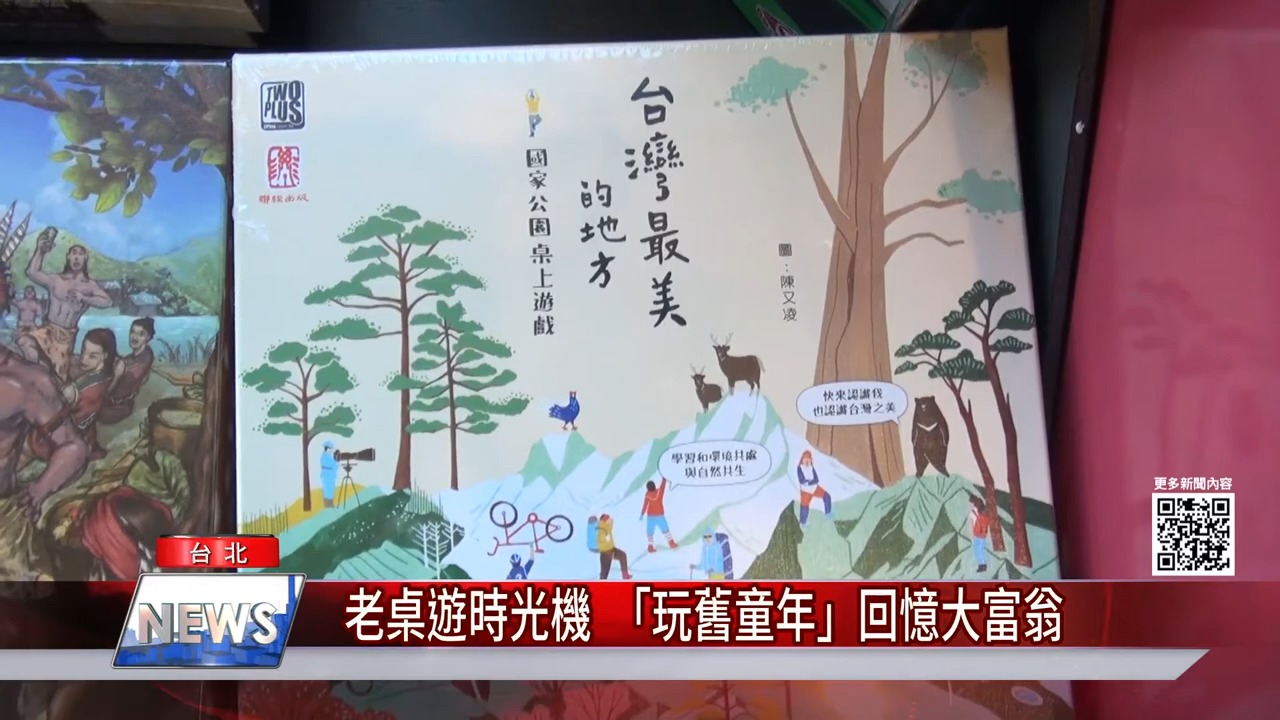 TWO
PLUS
聯經出版
台灣最美
的地方
國家公園桌上遊戲
圖：陳又凌
快來認識我
也認識台灣之美
學習和環境共處
與自然共生
更多新聞內容
台北
NEWS
老桌遊時光機 「玩舊童年」回憶大富翁